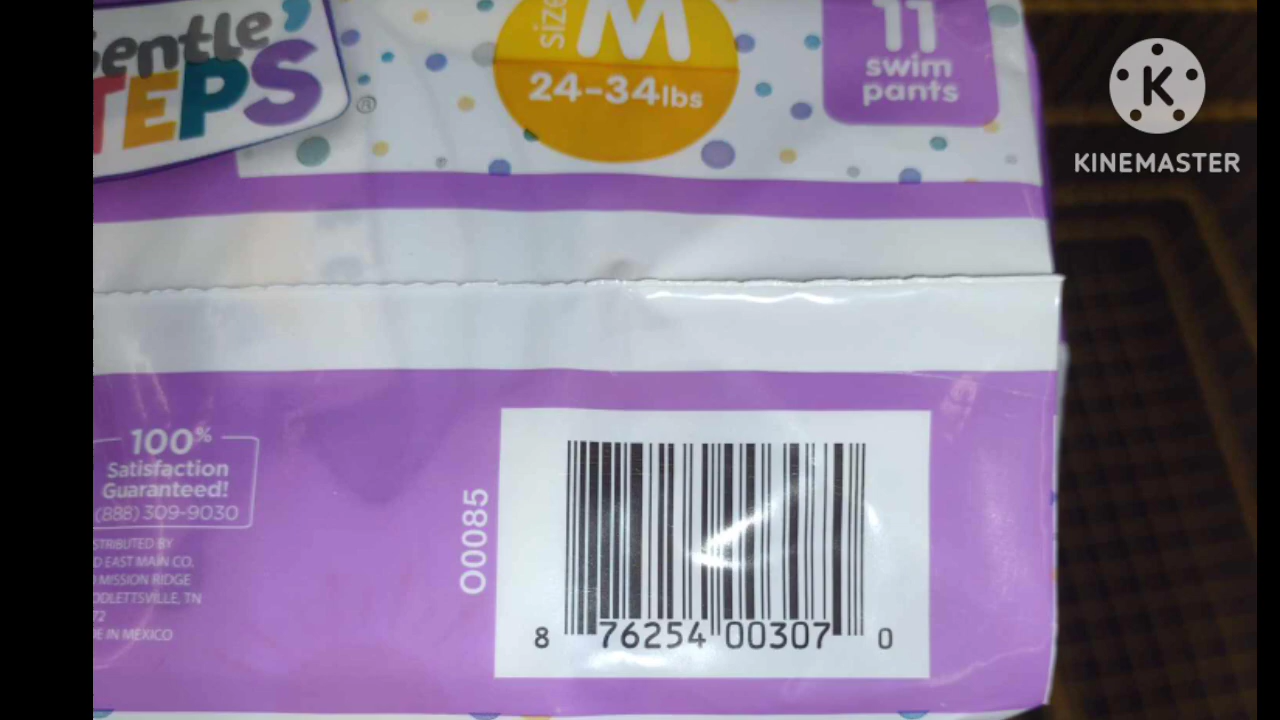 entle
TEPS
®
size M
24-34lbs
11
swim
pants
K
KINEMASTER
100%
Satisfaction
Guaranteed!
(888) 309-9030
STRIBUTED BY
D EAST MAIN CO.
MISSION RIDGE
ODLETTSVILLE, TN
72
E IN MEXICO
O0085
8 76254 00307 0